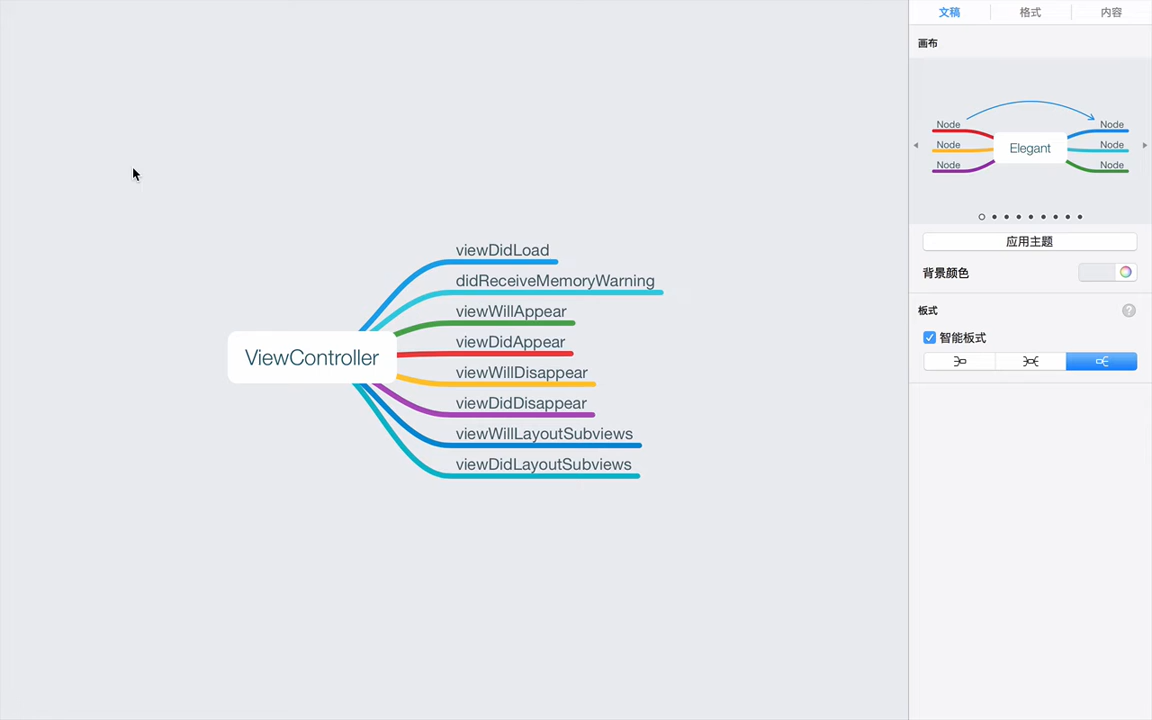 viewDidLoad
didReceiveMemoryWarning
viewWillAppear
viewDidAppear
ViewController
viewWillDisappear
viewDidDisappear
viewWillLayoutSubviews
viewDidLayoutSubviews
文稿 格式 内容
画布
Node Node
Node Elegant Node
Node Node
应用主题
背景颜色
板式 ?
智能板式